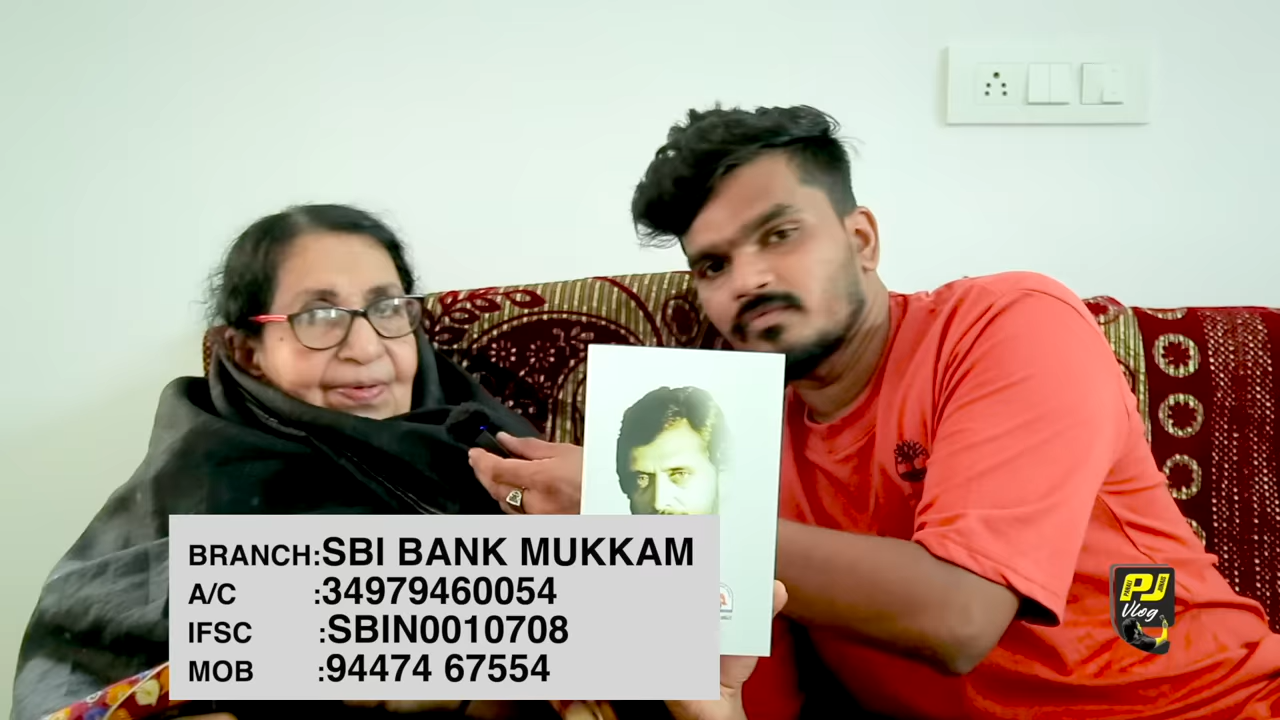 BRANCH:SBI BANK MUKKAM
A/C :34979460054
IFSC :SBIN0010708
MOB :94474 67554
PJ
Vlog